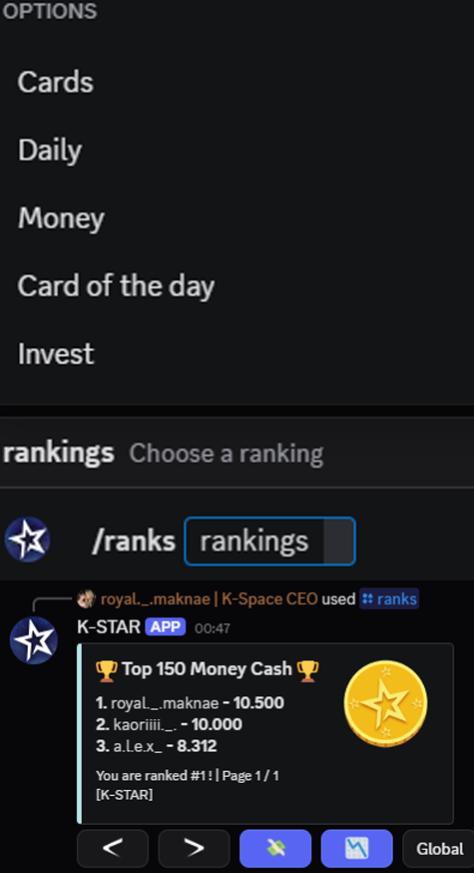 OPTIONS
Cards
Daily
Money
Card of the day
Invest
rankings Choose a ranking
/ranks rankings
royal._.maknae | K-Space CEO used ranks
K-STAR APP 00:47
🏆 Top 150 Money Cash 🏆
1. royal._.maknae - 10.500
2. kaoriiii._. - 10.000
3. a.l.e.x_ - 8.312
You are ranked #1! | Page 1 / 1
[K-STAR]
< > Global